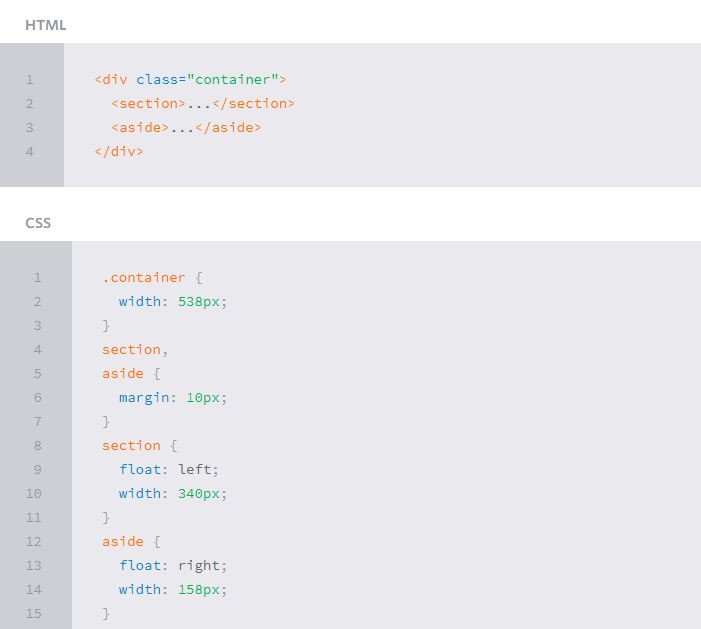 HTML
1 <div class="container">
2   <section>...</section>
3   <aside>...</aside>
4 </div>
CSS
1 .container {
2   width: 538px;
3 }
4 section,
5 aside {
6   margin: 10px;
7 }
8 section {
9   float: left;
10   width: 340px;
11 }
12 aside {
13   float: right;
14   width: 158px;
15 }